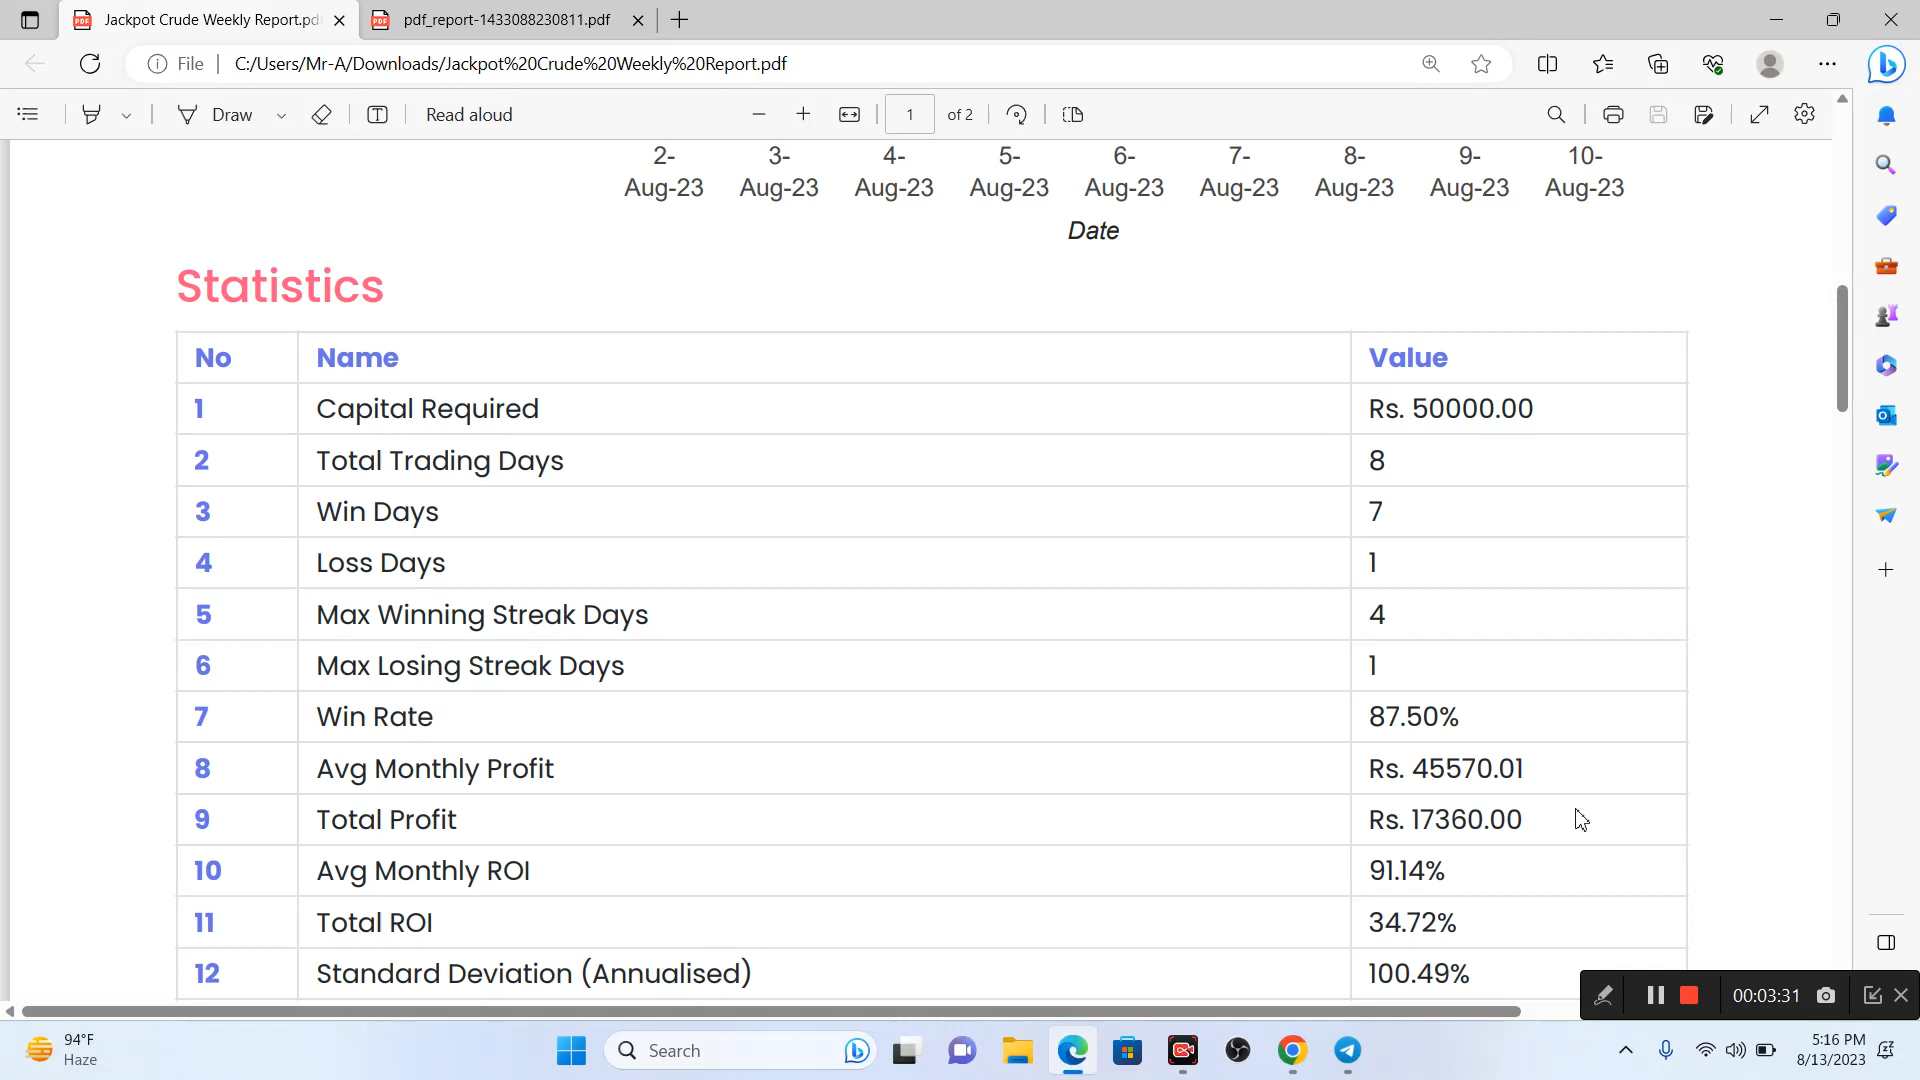 Jackpot Crude Weekly Report.pd
pdf_report-1433088230811.pdf
File
C:/Users/Mr-A/Downloads/Jackpot%20Crude%20Weekly%20Report.pdf
Draw
Read aloud
1
of 2
2- 3- 4- 5- 6- 7- 8- 9- 10-
Aug-23 Aug-23 Aug-23 Aug-23 Aug-23 Aug-23 Aug-23 Aug-23 Aug-23
Date
Statistics
No Name Value
1 Capital Required Rs. 50000.00
2 Total Trading Days 8
3 Win Days 7
4 Loss Days 1
5 Max Winning Streak Days 4
6 Max Losing Streak Days 1
7 Win Rate 87.50%
8 Avg Monthly Profit Rs. 45570.01
9 Total Profit Rs. 17360.00
10 Avg Monthly ROI 91.14%
11 Total ROI 34.72%
12 Standard Deviation (Annualised) 100.49%
00:03:31
94°F
Haze
Search
5:16 PM
8/13/2023